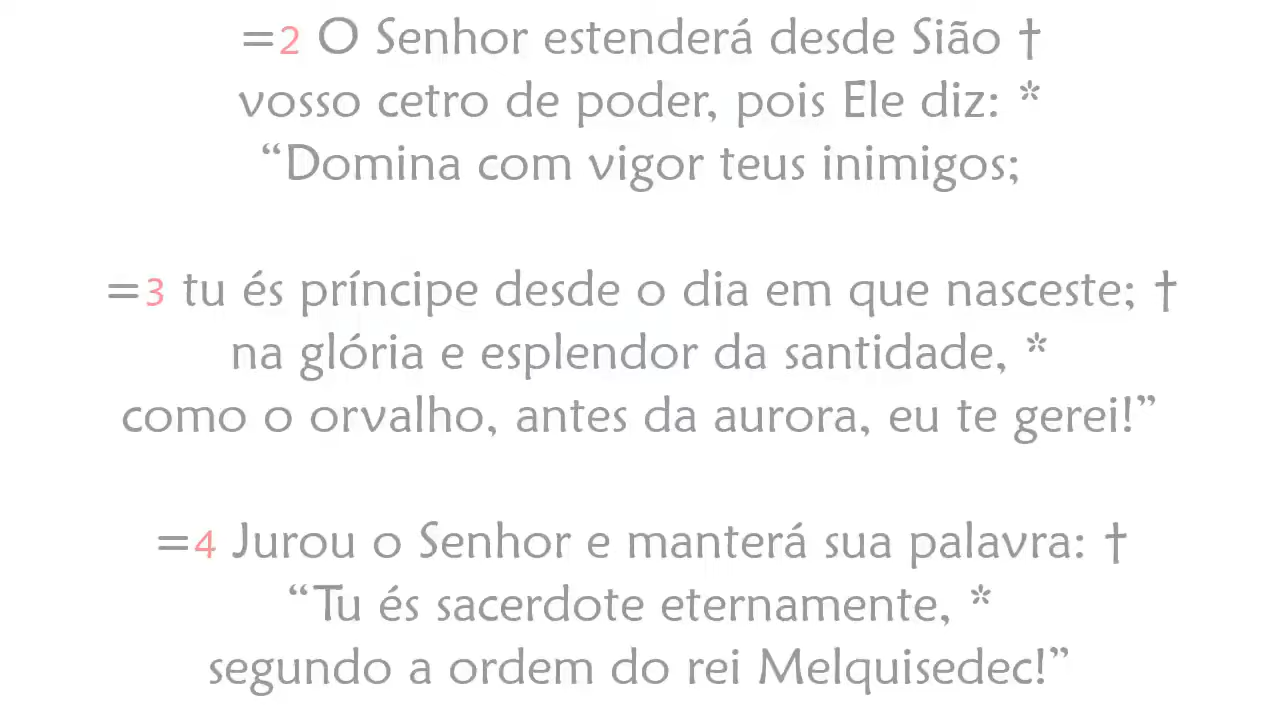 =2 O Senhor estenderá desde Sião †
vosso cetro de poder, pois Ele diz: *
“Domina com vigor teus inimigos;
=3 tu és príncipe desde o dia em que nasceste; †
na glória e esplendor da santidade, *
como o orvalho, antes da aurora, eu te gerei!”
=4 Jurou o Senhor e manterá sua palavra: †
“Tu és sacerdote eternamente, *
segundo a ordem do rei Melquisedec!”